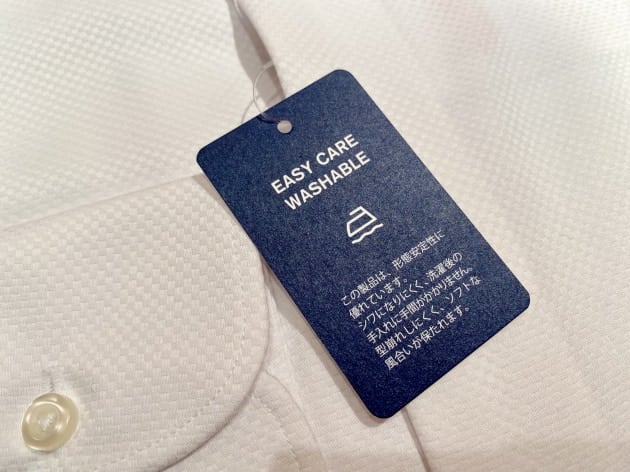 EASY CARE
WASHABLE
この製品は、形態安定性に
優れています。
シワになりにくく、洗濯後の
手入れに手間がかかりません。
型崩れしにくく、ソフトな
風合いが保たれます。